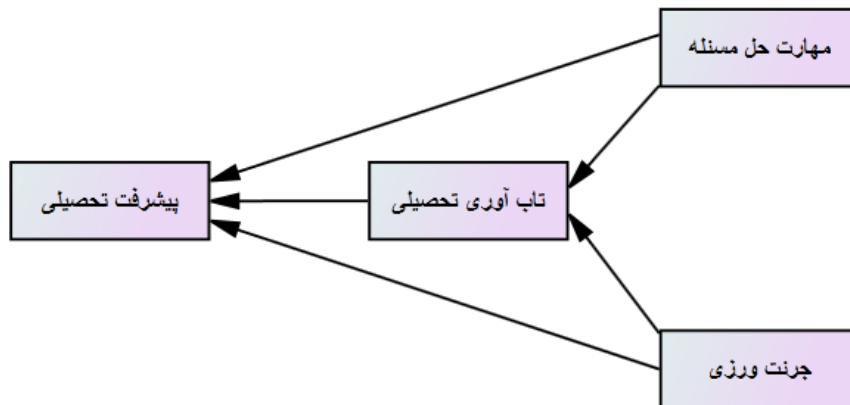 مهارت حل مسئله
تاب آوری تحصیلی
پیشرفت تحصیلی
جرئت ورزی